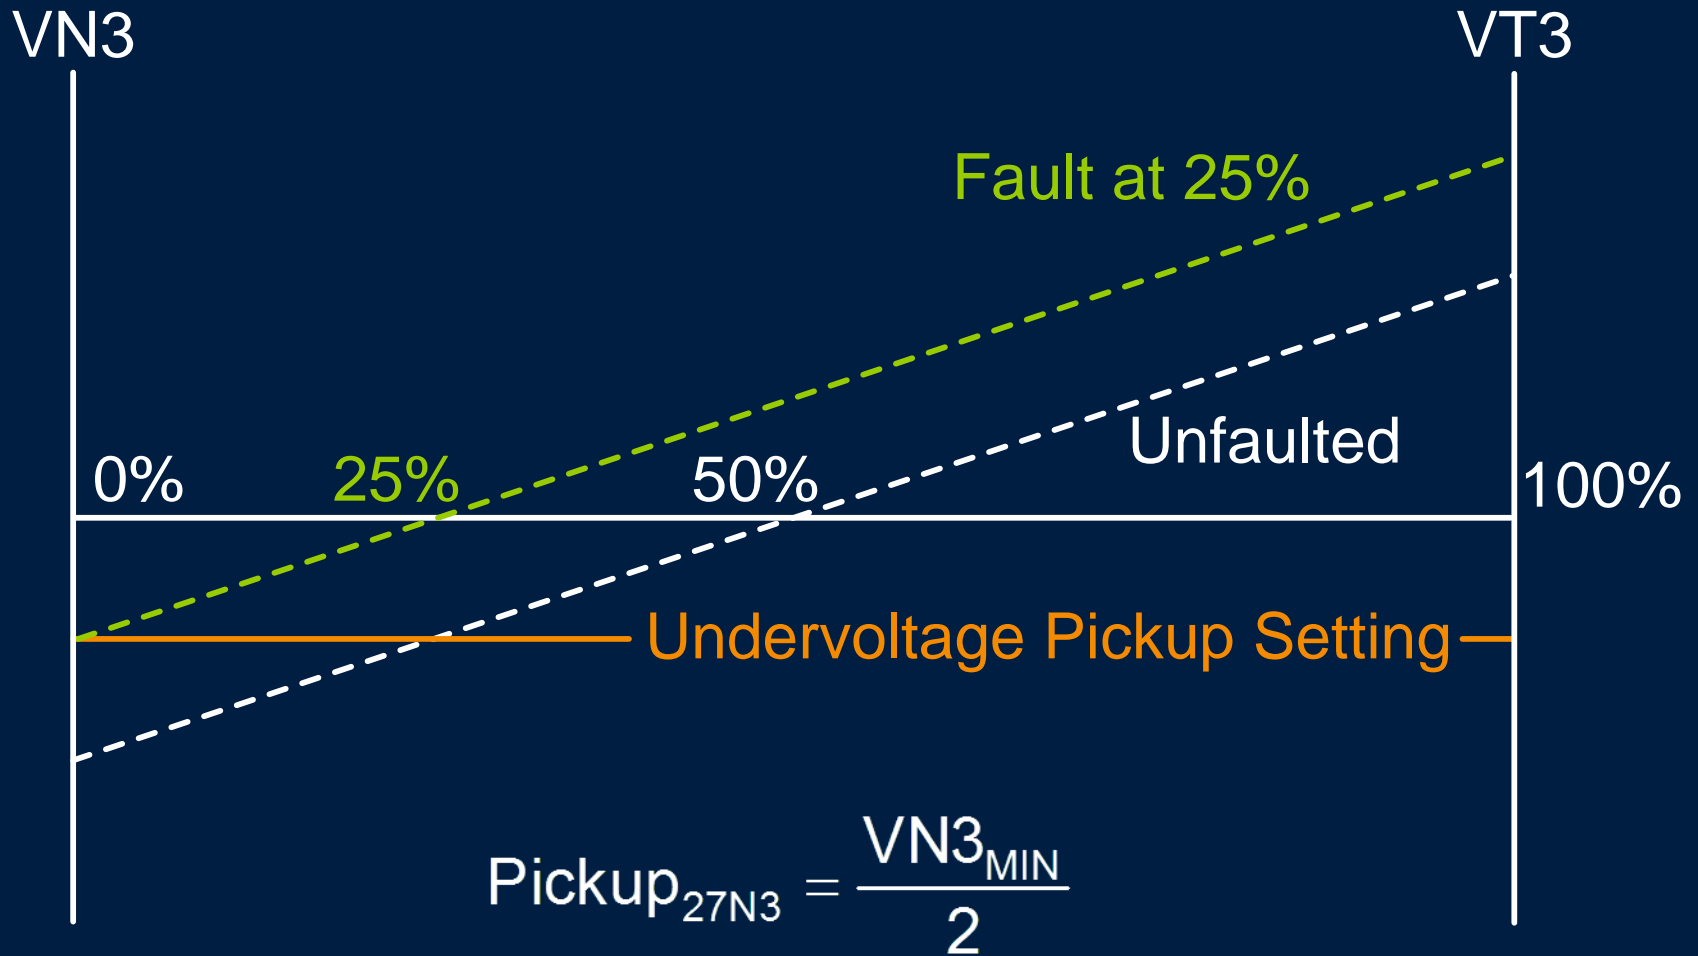 VN3 VT3
Fault at 25%
Unfaulted
0% 25% 50% 100%
Undervoltage Pickup Setting
Pickup27N3 = VN3MIN / 2